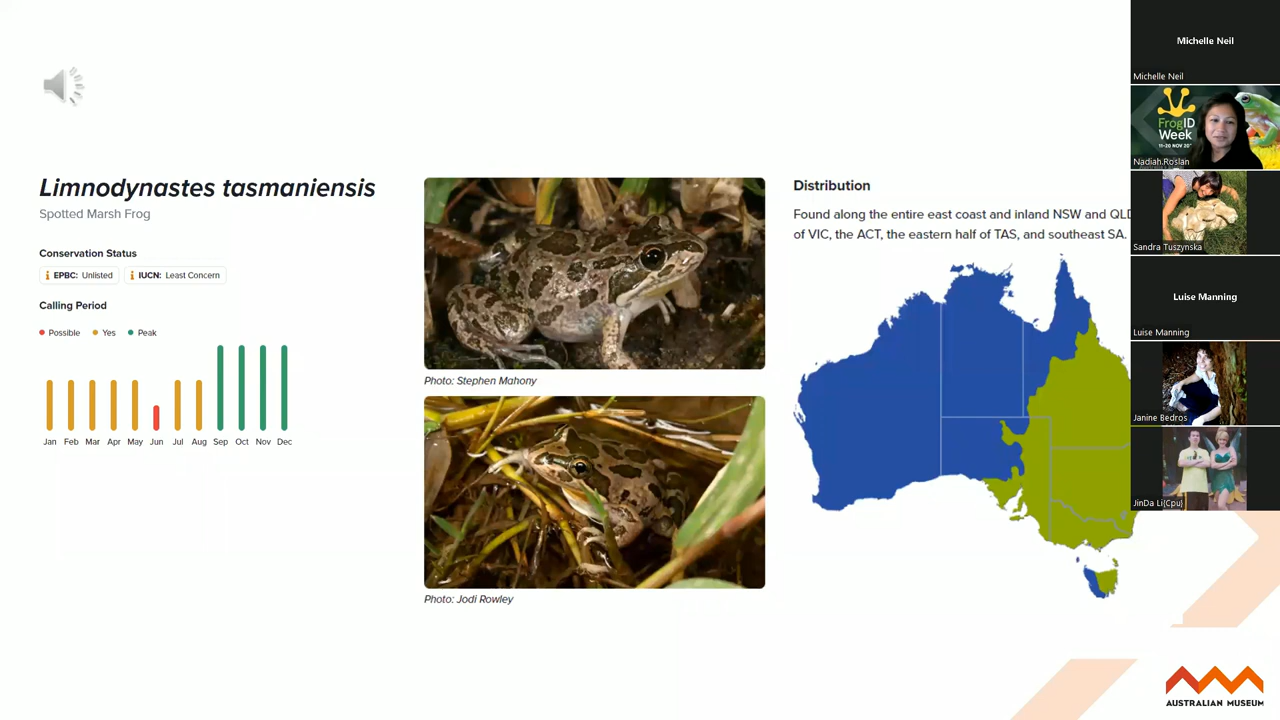 Limnodynastes tasmaniensis
Spotted Marsh Frog
Conservation Status
EPBC: Unlisted
IUCN: Least Concern
Calling Period
Possible
Yes
Peak
Jan Feb Mar Apr May Jun Jul Aug Sep Oct Nov Dec
Photo: Stephen Mahony
Photo: Jodi Rowley
Distribution
Found along the entire east coast and inland NSW and QLD
of VIC, the ACT, the eastern half of TAS, and southeast SA.
Michelle Neil
Michelle Neil
FrogID
Week
11-20 NOV 20
Nadiah Roslan
Sandra Tuszynska
Luise Manning
Luise Manning
Janine Bedros
JinDa Li(Cpu)
AUSTRALIAN MUSEUM